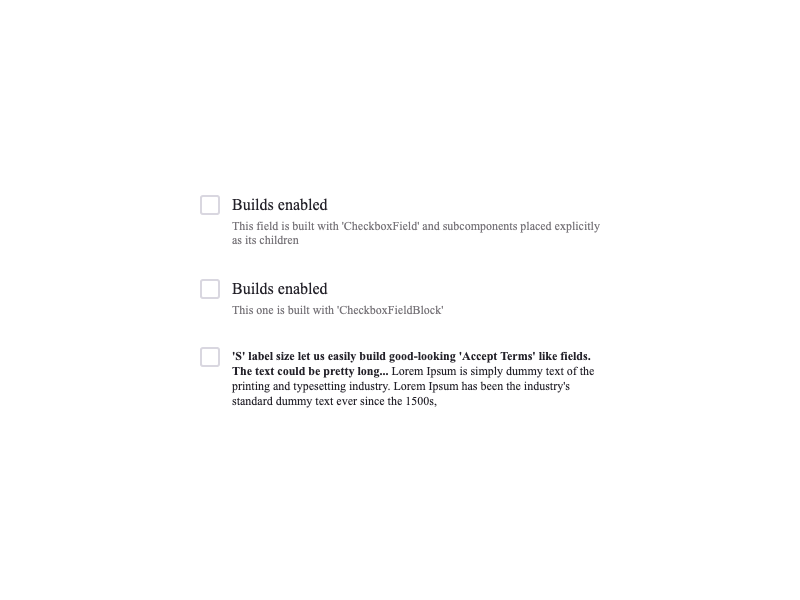 Builds enabled
This field is built with 'CheckboxField' and subcomponents placed explicitly
as its children
Builds enabled
This one is built with 'CheckboxFieldBlock'
'S' label size let us easily build good-looking 'Accept Terms' like fields.
The text could be pretty long... Lorem Ipsum is simply dummy text of the
printing and typesetting industry. Lorem Ipsum has been the industry's
standard dummy text ever since the 1500s,